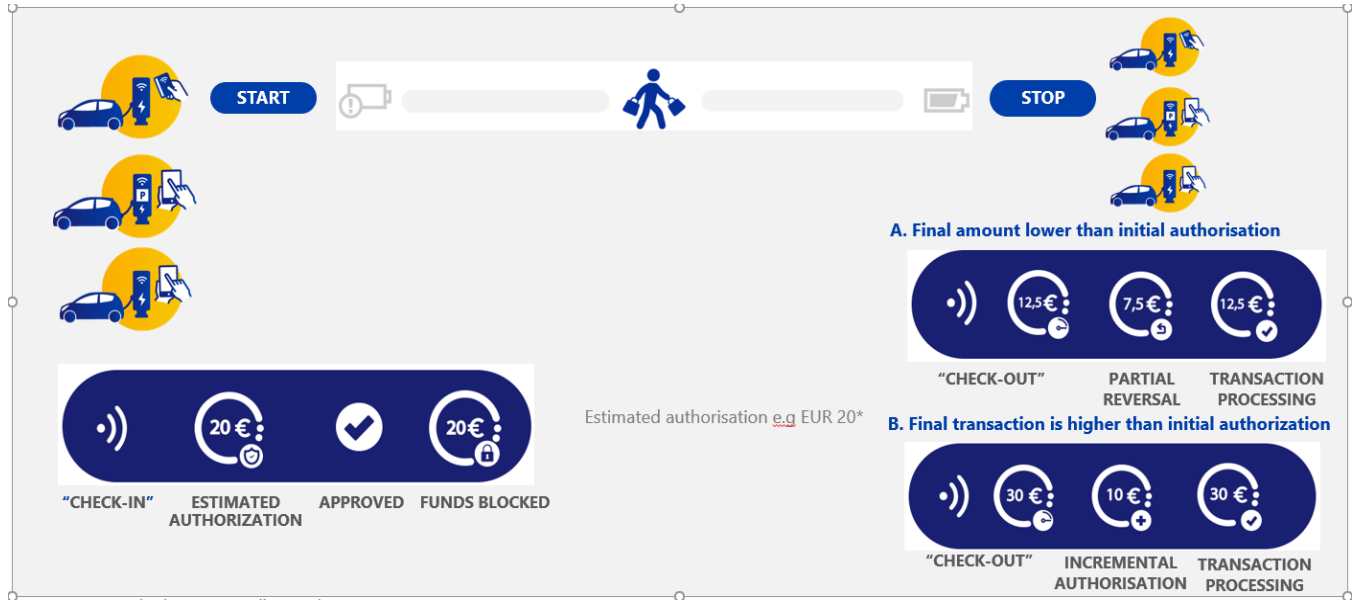 START
STOP
P
P
A. Final amount lower than initial authorisation
12,5€
7,5€
12,5€
“CHECK-OUT”
PARTIAL
REVERSAL
TRANSACTION
PROCESSING
Estimated authorisation e.g EUR 20*
B. Final transaction is higher than initial authorization
20 €
20€
“CHECK-IN”
ESTIMATED
AUTHORIZATION
APPROVED
FUNDS BLOCKED
30 €
10 €
30 €
“CHECK-OUT”
INCREMENTAL
AUTHORISATION
TRANSACTION
PROCESSING